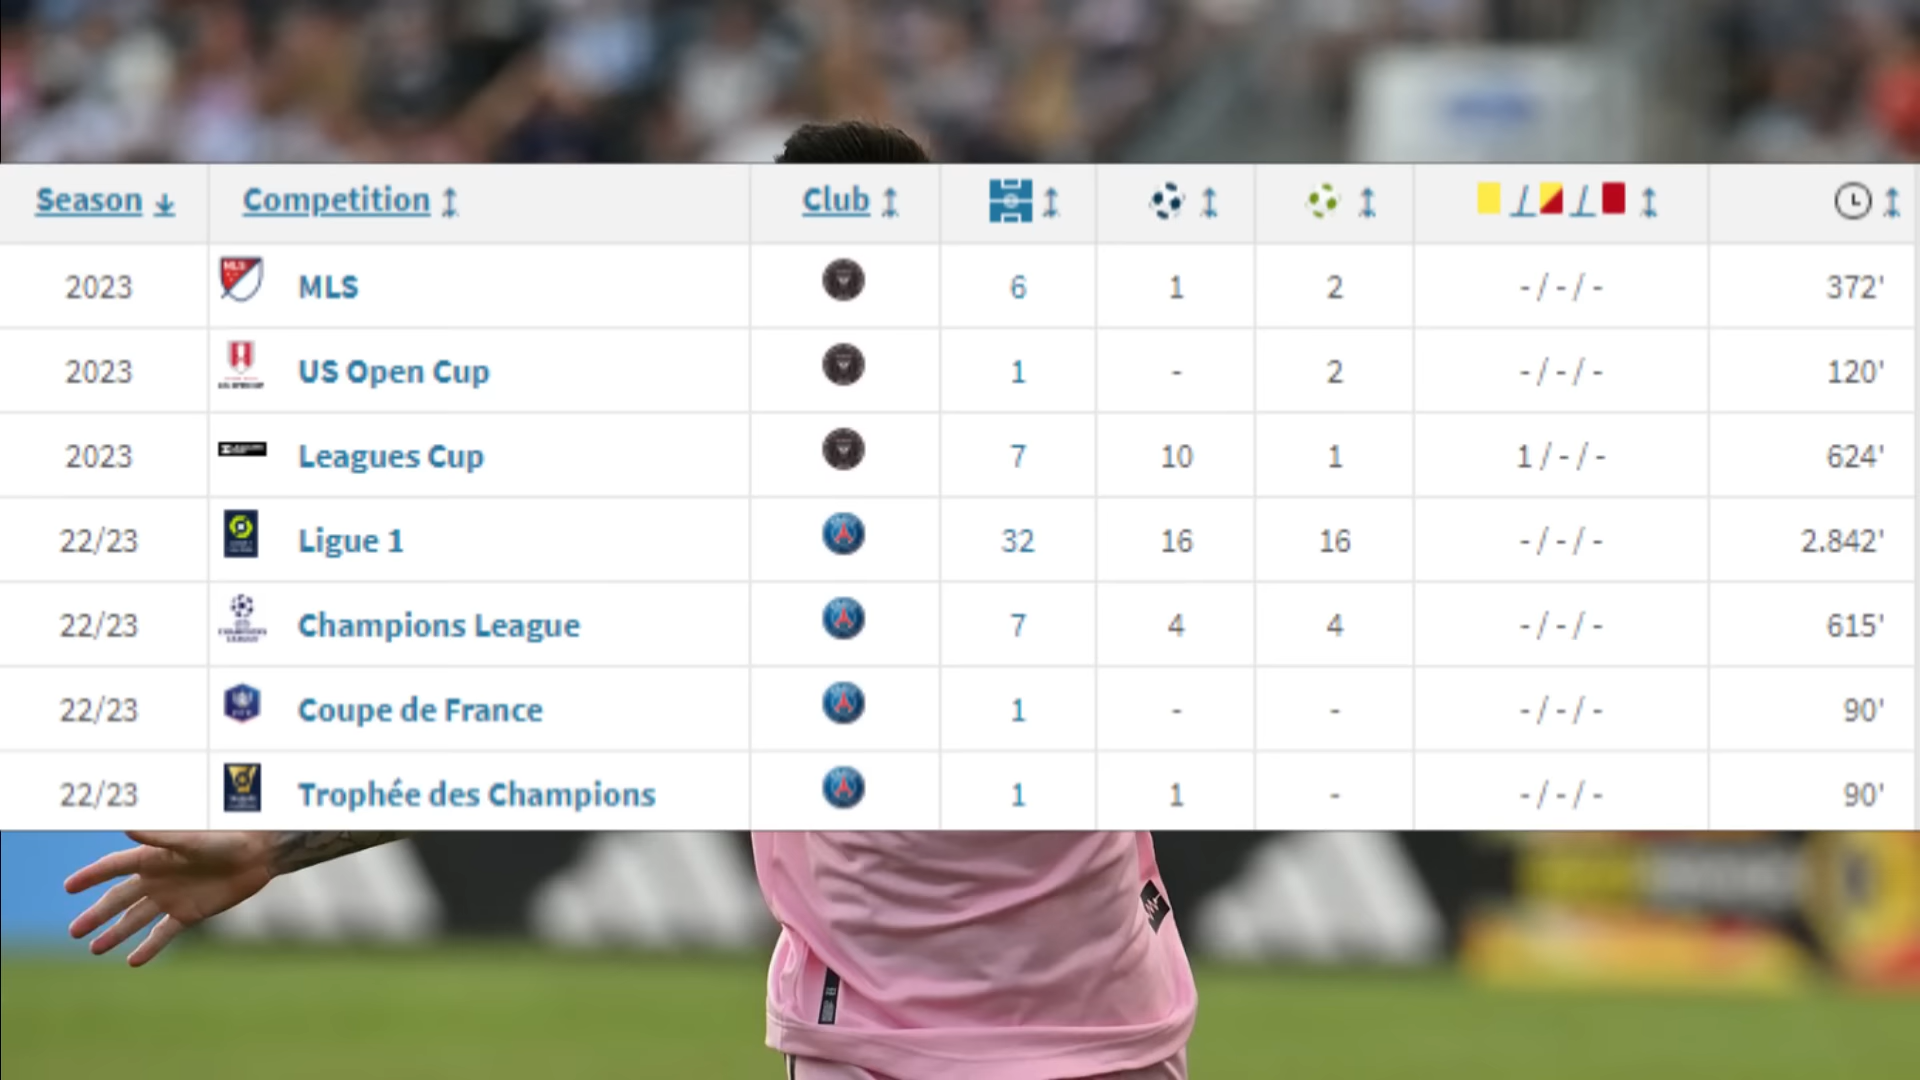 Season Competition Club
2023 MLS 6 1 2 -/-/- 372'
2023 US Open Cup 1 - 2 -/-/- 120'
2023 Leagues Cup 7 10 1 1/-/- 624'
22/23 Ligue 1 32 16 16 -/-/- 2.842'
22/23 Champions League 7 4 4 -/-/- 615'
22/23 Coupe de France 1 - - -/-/- 90'
22/23 Trophée des Champions 1 1 - -/-/- 90'